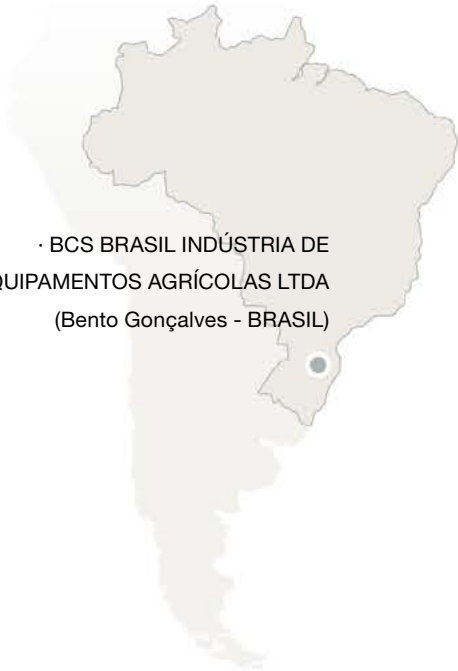 · BCS BRASIL INDÚSTRIA DE
QUIPAMENTOS AGRÍCOLAS LTDA
(Bento Gonçalves - BRASIL)